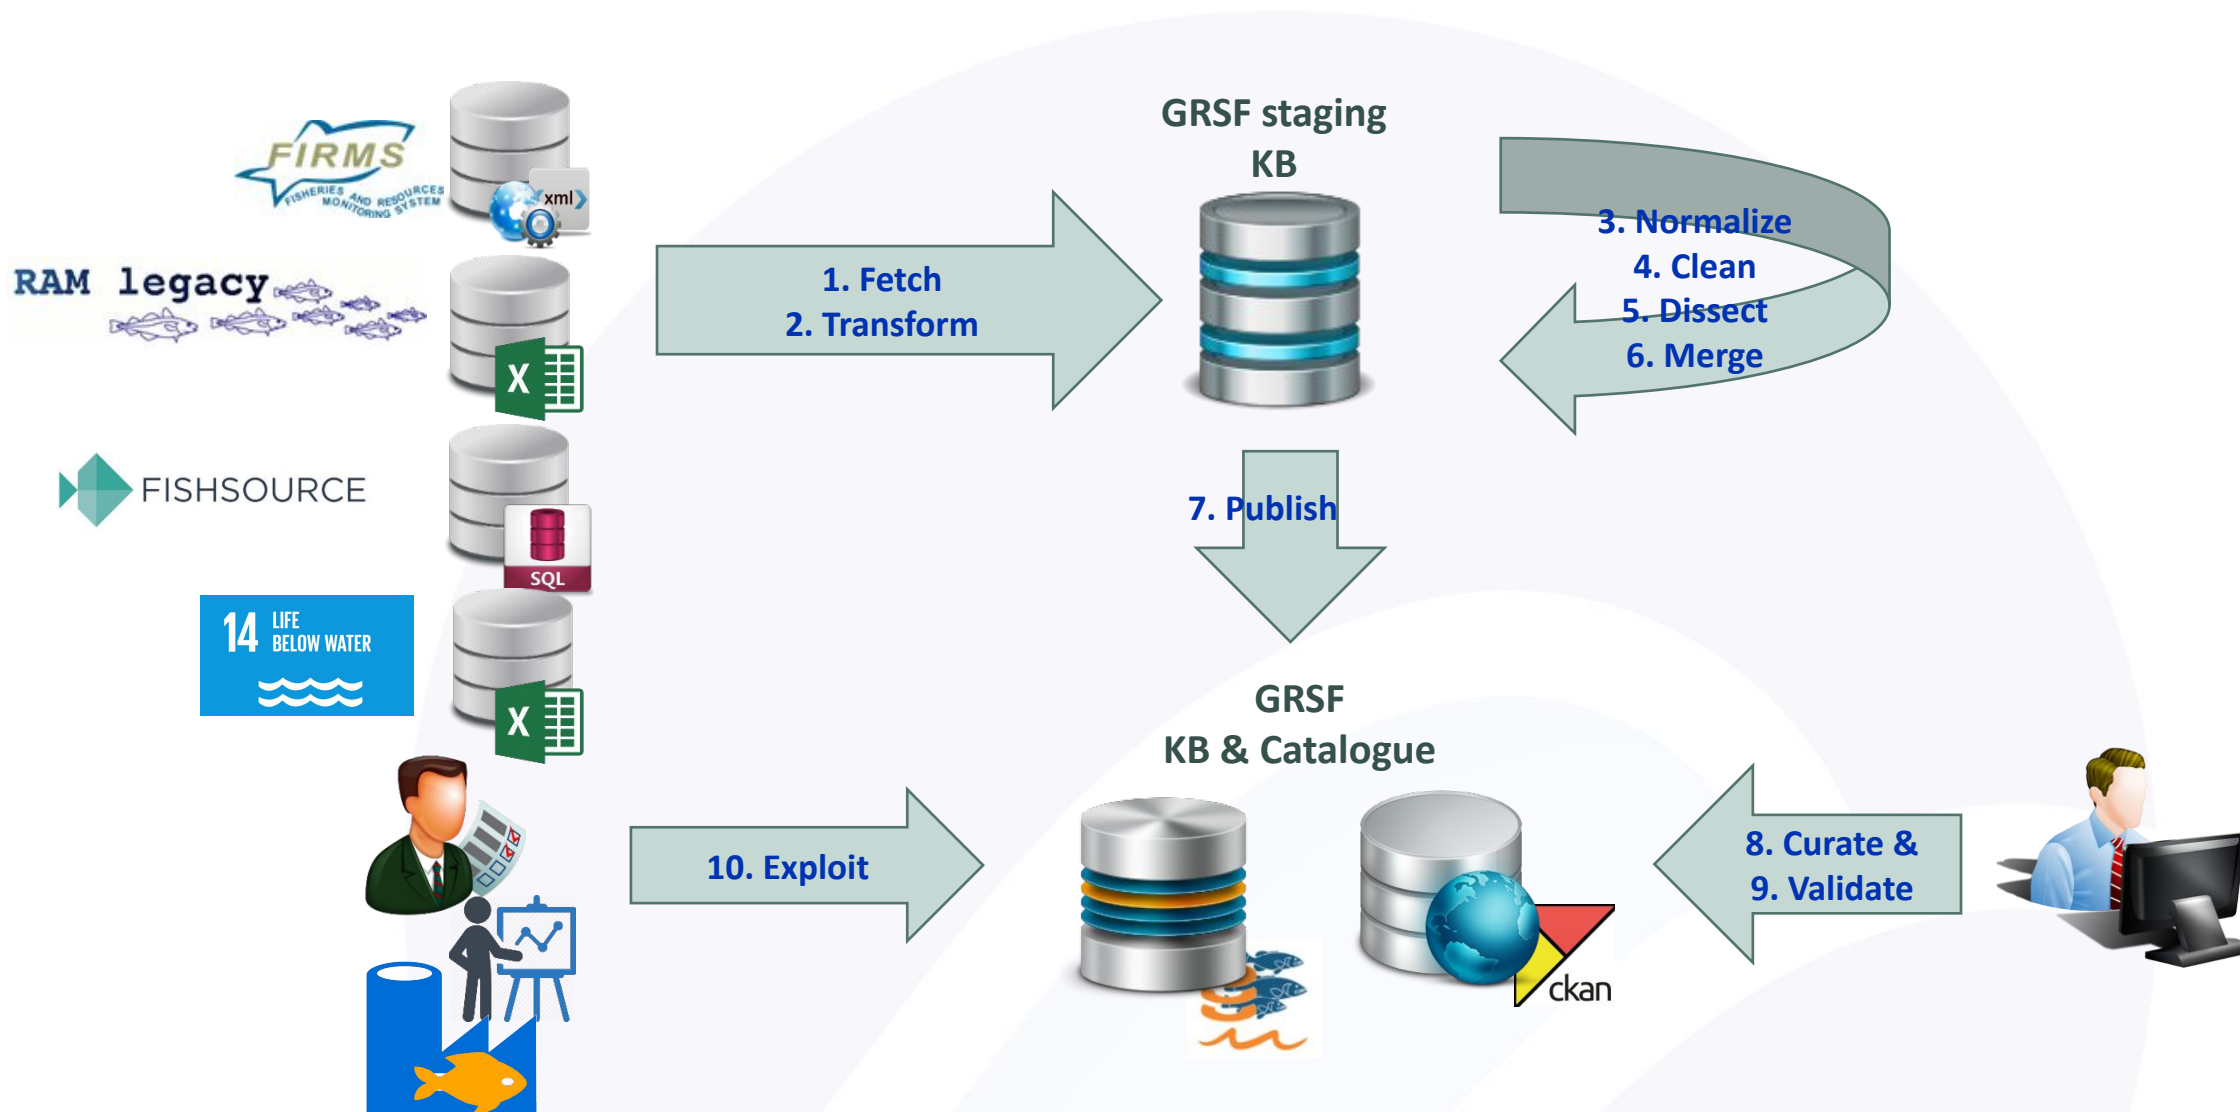 FIRMS
FISHERIES AND RESOURCES
MONITORING SYSTEM
xml
RAM legacy
X
FISHSOURCE
SQL
14 LIFE
BELOW WATER
X
1. Fetch
2. Transform
GRSF staging
KB
3. Normalize
4. Clean
5. Dissect
6. Merge
7. Publish
GRSF
KB & Catalogue
8. Curate &
9. Validate
10. Exploit
ckan